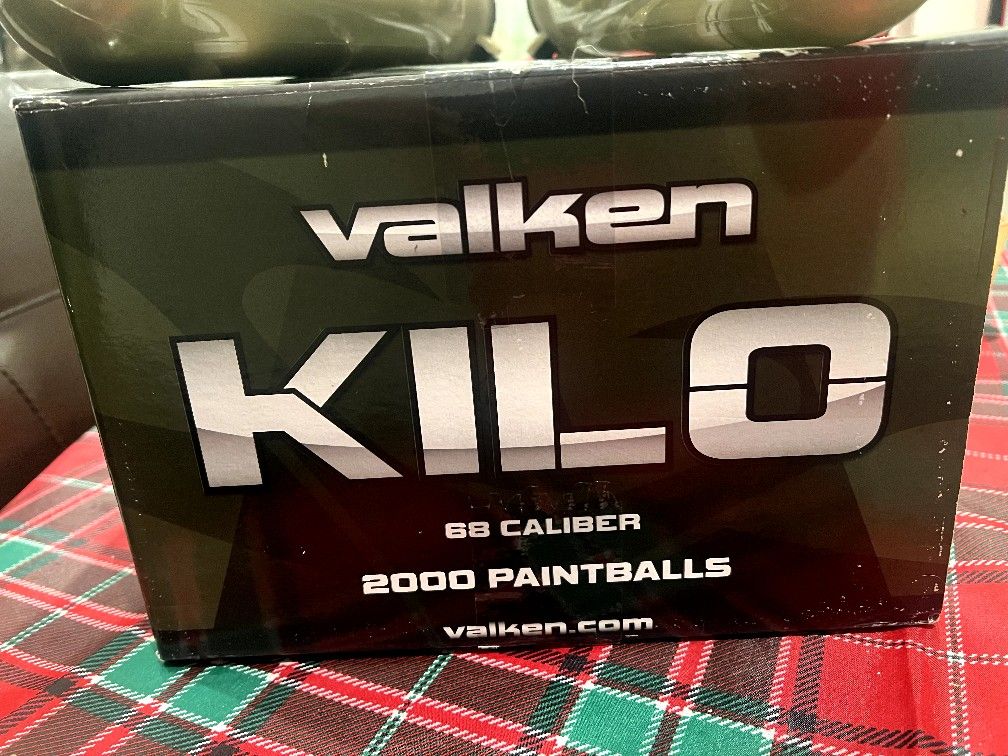 valken
KILO
68 CALIBER
2000 PAINTBALLS
valken.com